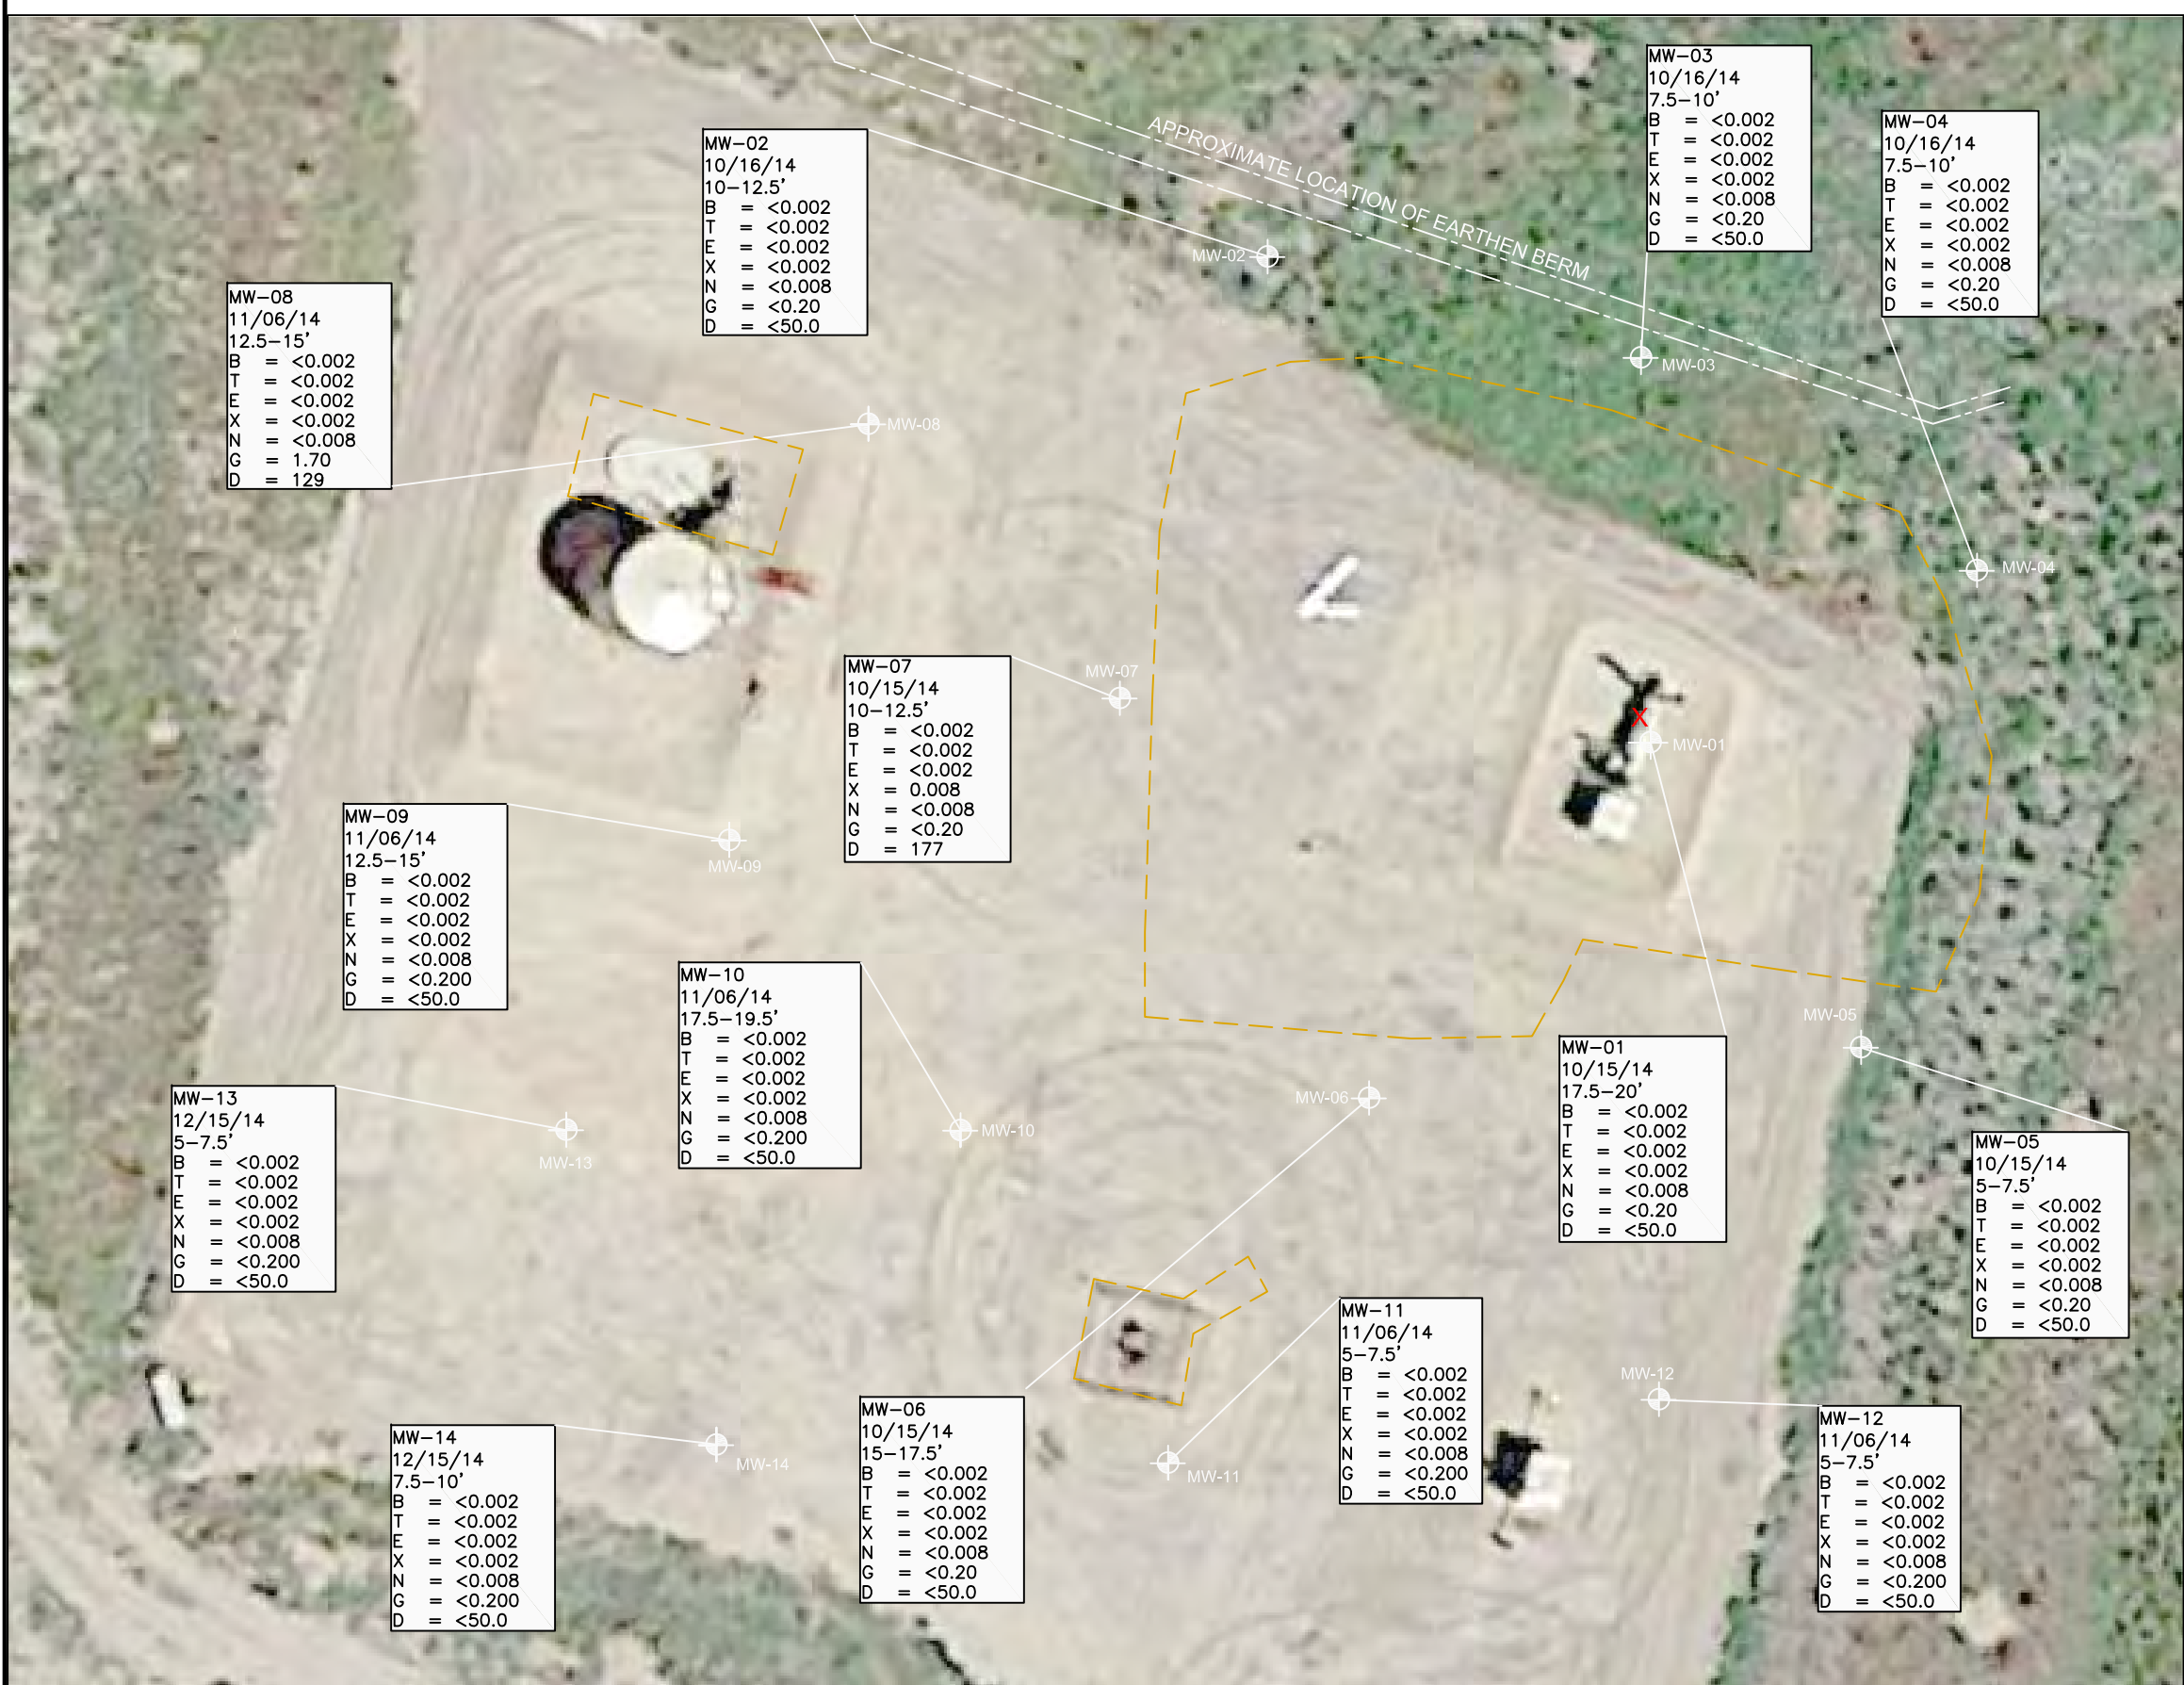 APPROXIMATE LOCATION OF EARTHEN BERM
MW-03
10/16/14
7.5-10'
B = <0.002
T = <0.002
E = <0.002
X = <0.002
N = <0.008
G = <0.20
D = <50.0
MW-04
10/16/14
7.5-10'
B = <0.002
T = <0.002
E = <0.002
X = <0.002
N = <0.008
G = <0.20
D = <50.0
MW-02
10/16/14
10-12.5'
B = <0.002
T = <0.002
E = <0.002
X = <0.002
N = <0.008
G = <0.20
D = <50.0
MW-02
MW-08
11/06/14
12.5-15'
B = <0.002
T = <0.002
E = <0.002
X = <0.002
N = <0.008
G = 1.70
D = 129
MW-03
MW-08
MW-04
MW-07
10/15/14
10-12.5'
B = <0.002
T = <0.002
E = <0.002
X = 0.008
N = <0.008
G = <0.20
D = 177
MW-07
X
MW-01
MW-09
11/06/14
12.5-15'
B = <0.002
T = <0.002
E = <0.002
X = <0.002
N = <0.008
G = <0.200
D = <50.0
MW-09
MW-10
11/06/14
17.5-19.5'
B = <0.002
T = <0.002
E = <0.002
X = <0.002
N = <0.008
G = <0.200
D = <50.0
MW-05
MW-01
10/15/14
17.5-20'
B = <0.002
T = <0.002
E = <0.002
X = <0.002
N = <0.008
G = <0.20
D = <50.0
MW-13
12/15/14
5-7.5'
B = <0.002
T = <0.002
E = <0.002
X = <0.002
N = <0.008
G = <0.200
D = <50.0
MW-13
MW-10
MW-06
MW-05
10/15/14
5-7.5'
B = <0.002
T = <0.002
E = <0.002
X = <0.002
N = <0.008
G = <0.20
D = <50.0
MW-11
11/06/14
5-7.5'
B = <0.002
T = <0.002
E = <0.002
X = <0.002
N = <0.008
G = <0.200
D = <50.0
MW-12
MW-14
12/15/14
7.5-10'
B = <0.002
T = <0.002
E = <0.002
X = <0.002
N = <0.008
G = <0.200
D = <50.0
MW-14
MW-06
10/15/14
15-17.5'
B = <0.002
T = <0.002
E = <0.002
X = <0.002
N = <0.008
G = <0.20
D = <50.0
MW-11
MW-12
11/06/14
5-7.5'
B = <0.002
T = <0.002
E = <0.002
X = <0.002
N = <0.008
G = <0.200
D = <50.0